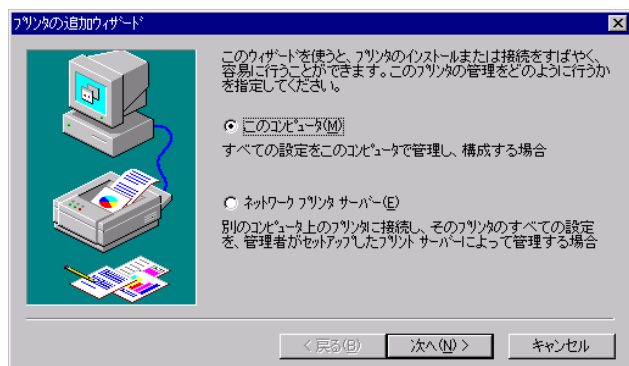 プリンタの追加ウィザード
このウィザードを使うと、プリンタのインストールまたは接続をすばやく、
容易に行うことができます。このプリンタの管理をどのように行うか
を指定してください。
このコンピュータ(M)
すべての設定をこのコンピュータで管理し、構成する場合
ネットワーク プリンタ サーバー(E)
別のコンピュータ上のプリンタに接続し、そのプリンタのすべての設定
を、管理者がセットアップしたプリント サーバーによって管理する場合
< 戻る(B)
次へ(N) >
キャンセル